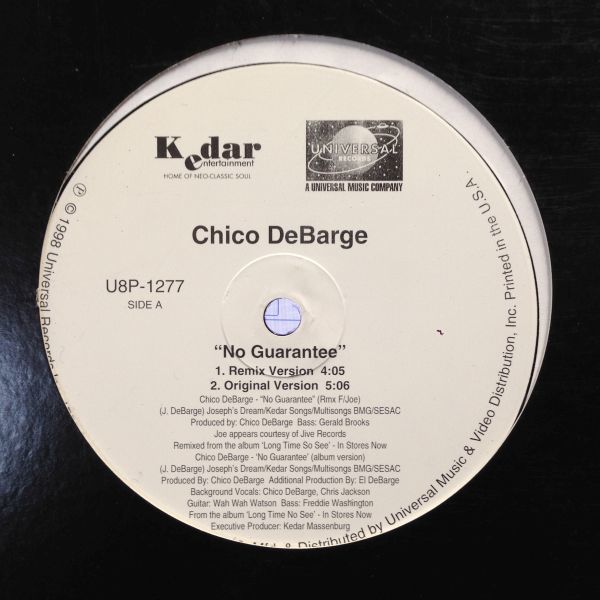 Kedar
entertainment
HOME OF NEO-CLASSIC SOUL
UNIVERSAL
RECORDS
A UNIVERSAL MUSIC COMPANY
Chico DeBarge
U8P-1277
SIDE A
“No Guarantee”
1. Remix Version 4:05
2. Original Version 5:06
Chico DeBarge - “No Guarantee” (Rmx F/Joe)
(J. DeBarge) Joseph's Dream/Kedar Songs/Multisongs BMG/SESAC
Produced by: Chico DeBarge Bass: Gerald Brooks
Joe appears courtesy of Jive Records
Remixed from the album ‘Long Time So See’ - In Stores Now
Chico DeBarge - ‘No Guarantee’ (album version)
(J. DeBarge) Joseph's Dream/Kedar Songs/Multisongs BMG/SESAC
Produced By: Chico DeBarge Additional Production By: El DeBarge
Background Vocals: Chico DeBarge, Chris Jackson
Guitar: Wah Wah Watson Bass: Freddie Washington
From the album ‘Long Time No See’ - In Stores Now
Executive Producer: Kedar Massenburg
℗ © 1998 Universal Records
& Distributed by Universal Music & Video Distribution, Inc. Printed in the U.S.A.